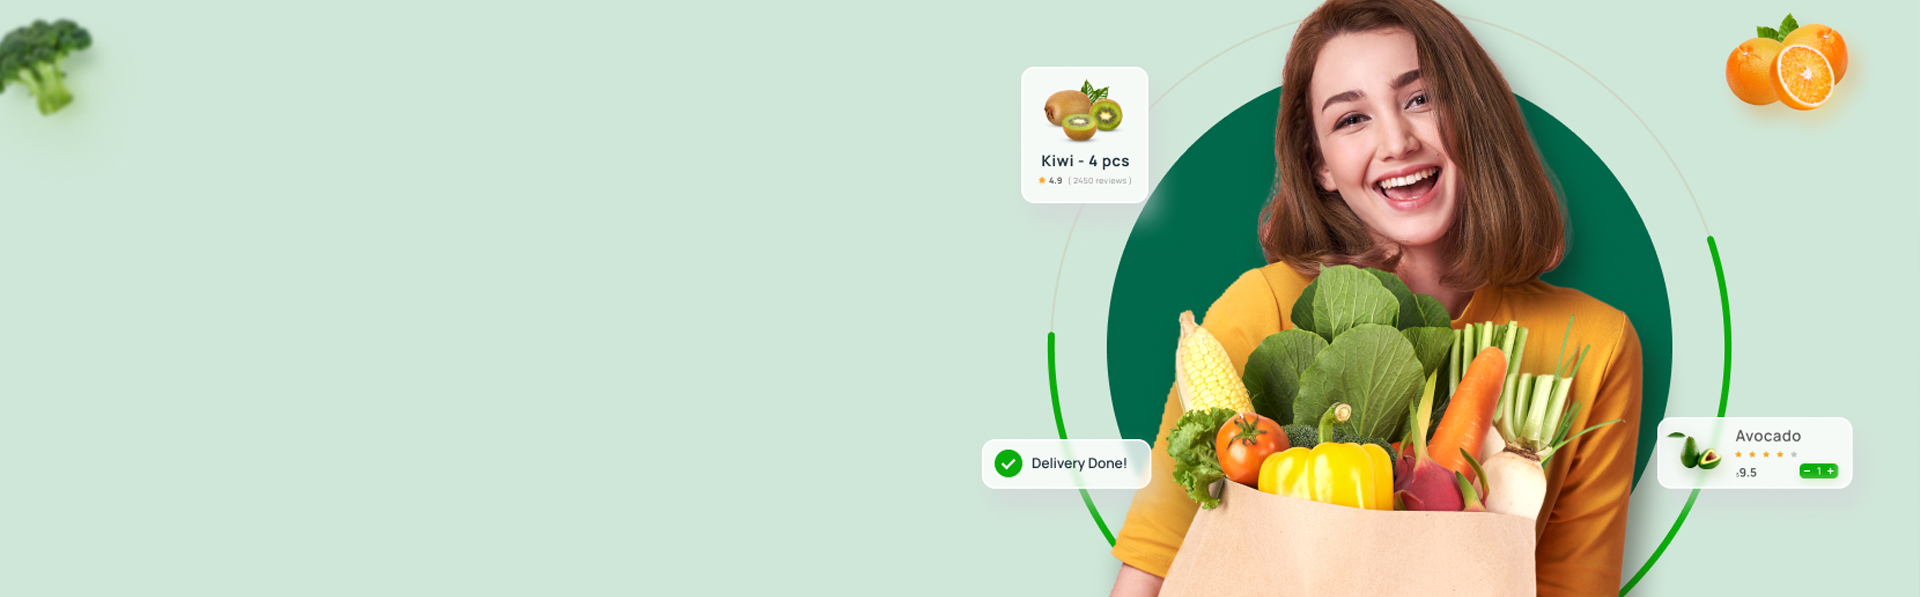 Kiwi - 4 pcs
4.9 ( 2450 reviews )
Delivery Done!
Avocado
$9.5
− 1 +